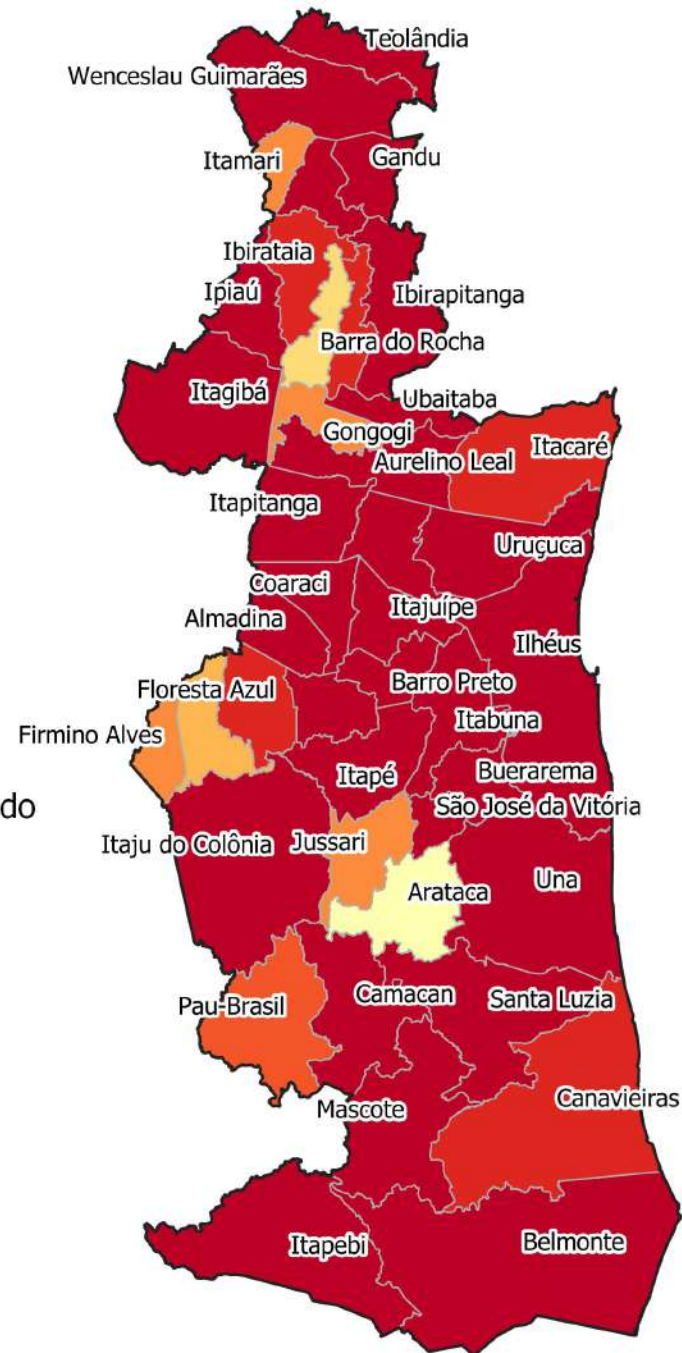 Teolândia
Wenceslau Guimarães
Itamari
Gandu
Ibirataia
Ipiaú
Ibirapitanga
Barra do Rocha
Itagibá
Ubaitaba
Gongogi
Itacaré
Aurelino Leal
Itapitanga
Uruçuca
Coaraci
Itajuípe
Almadina
Ilhéus
Barro Preto
Floresta Azul
Itabuna
Firmino Alves
Itapé
Buerarema
do
São José da Vitória
Itaju do Colônia
Jussari
Arataca
Una
Pau-Brasil
Camacan
Santa Luzia
Mascote
Canavieiras
Itapebi
Belmonte